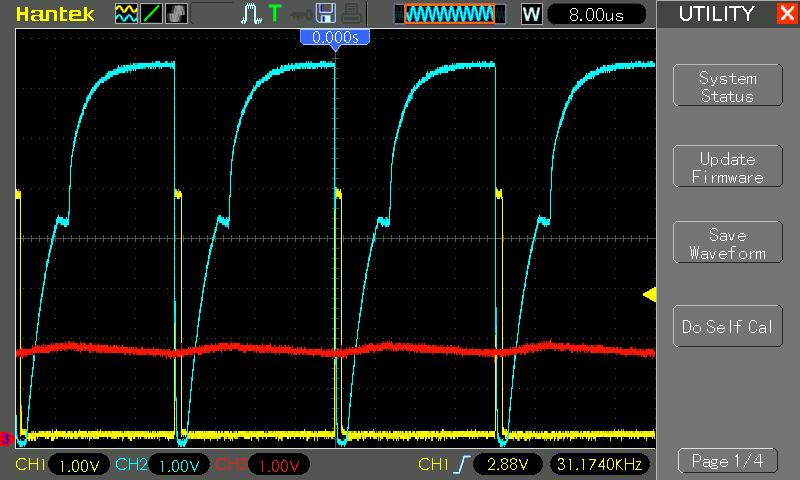 Hantek
T
W
8.00us
UTILITY
X
0.000s
System
Status
Update
Firmware
Save
Waveform
Do Self Cal
3
CH1 1.00V CH2 1.00V CH3 1.00V CH1 2.88V 31.1740KHz
Page 1/4